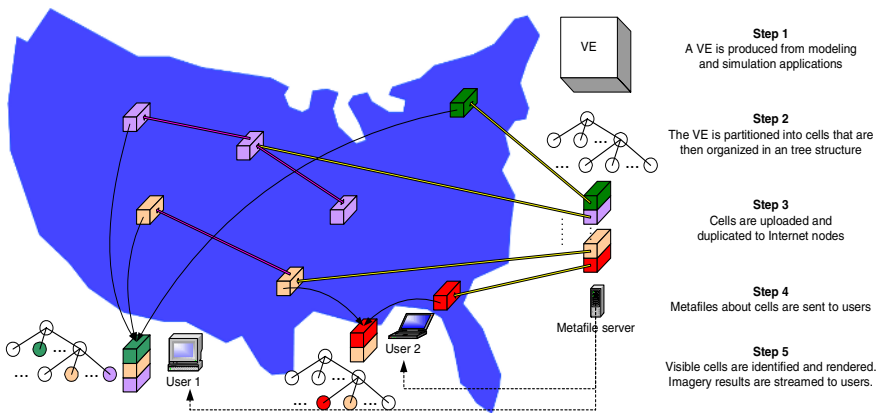 VE
Step 1
A VE is produced from modeling
and simulation applications
Step 2
The VE is partitioned into cells that are
then organized in an tree structure
...
...
...
...
Step 3
Cells are uploaded and
duplicated to Internet nodes
Step 4
Metafiles about cells are sent to users
Metafile server
Step 5
Visible cells are identified and rendered.
Imagery results are streamed to users.
User 1
User 2
...
...
...
...
...
...
...
...